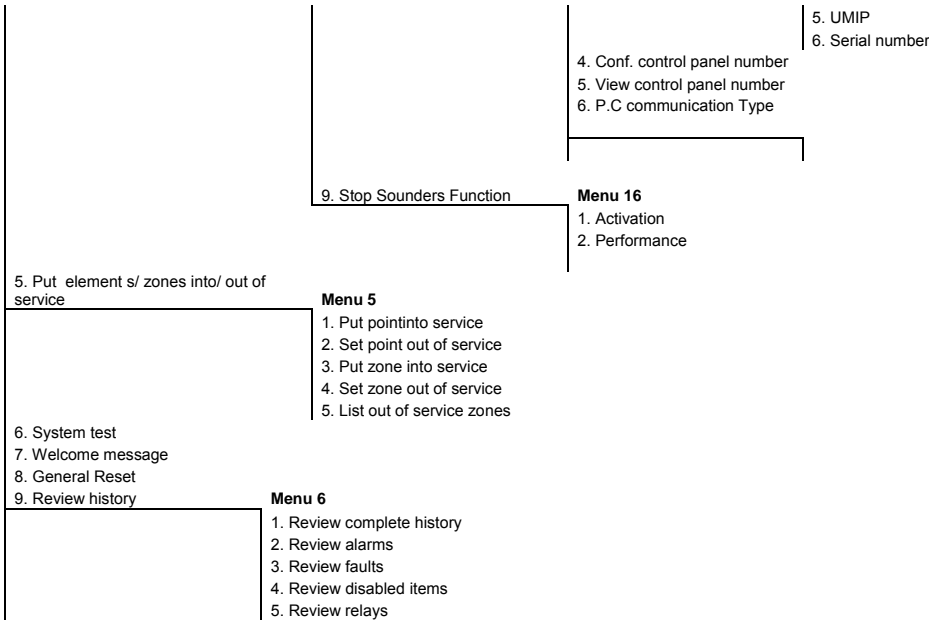 5. UMIP
6. Serial number
4. Conf. control panel number
5. View control panel number
6. P.C communication Type
9. Stop Sounders Function
Menu 16
1. Activation
2. Performance
5. Put  element s/ zones into/ out of
service
Menu 5
1. Put pointinto service
2. Set point out of service
3. Put zone into service
4. Set zone out of service
5. List out of service zones
6. System test
7. Welcome message
8. General Reset
9. Review history
Menu 6
1. Review complete history
2. Review alarms
3. Review faults
4. Review disabled items
5. Review relays